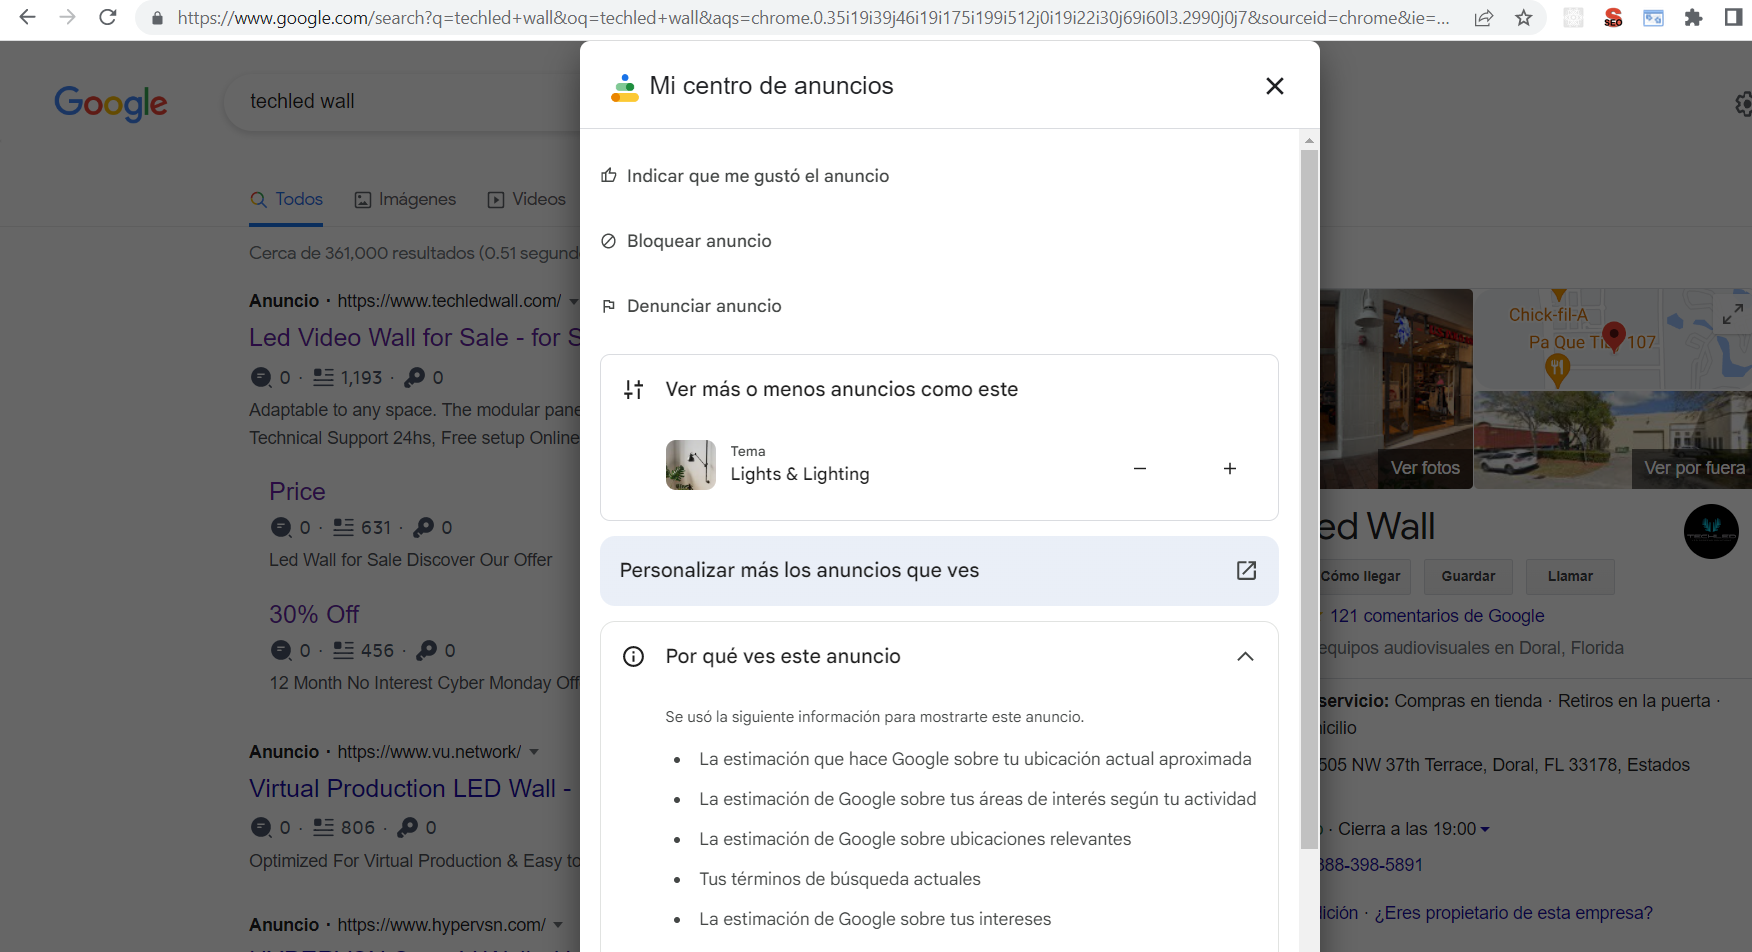 https://www.google.com/search?q=techled+wall&oq=techled+wall&aqs=chrome.0.35i19i39j46i19i175i199i512j0i19i22i30j69i60l3.2990j0j7&sourceid=chrome&ie=...
SEO
Google
techled wall
Todos
Imágenes
Videos
Cerca de 361,000 resultados (0.51 segund
Anuncio · https://www.techledwall.com/
Led Video Wall for Sale - for S
0 · 1,193 · 0
Adaptable to any space. The modular pane
Technical Support 24hs, Free setup Online
Price
0 · 631 · 0
Led Wall for Sale Discover Our Offer
30% Off
0 · 456 · 0
12 Month No Interest Cyber Monday Off
Anuncio · https://www.vu.network/
Virtual Production LED Wall -
0 · 806 · 0
Optimized For Virtual Production & Easy to
Anuncio · https://www.hypervsn.com/
Mi centro de anuncios
Indicar que me gustó el anuncio
Bloquear anuncio
Denunciar anuncio
Ver más o menos anuncios como este
Tema
Lights & Lighting
Personalizar más los anuncios que ves
Por qué ves este anuncio
Se usó la siguiente información para mostrarte este anuncio.
• La estimación que hace Google sobre tu ubicación actual aproximada
• La estimación de Google sobre tus áreas de interés según tu actividad
• La estimación de Google sobre ubicaciones relevantes
• Tus términos de búsqueda actuales
• La estimación de Google sobre tus intereses
Chick-fil-A
Pa Que Ti 107
Ver fotos
Ver por fuera
ed Wall
TECHLED
Cómo llegar
Guardar
Llamar
121 comentarios de Google
equipos audiovisuales en Doral, Florida
servicio: Compras en tienda · Retiros en la puerta ·
icilio
505 NW 37th Terrace, Doral, FL 33178, Estados
· Cierra a las 19:00
388-398-5891
lición · ¿Eres propietario de esta empresa?